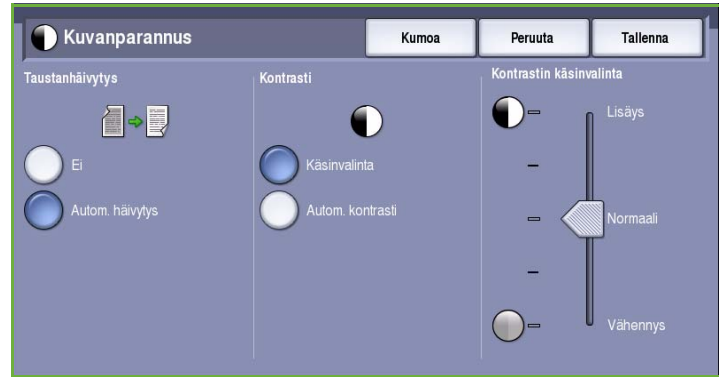 Kuvanparannus
Kumoa
Peruuta
Tallenna
Taustanhäivytys
Ei
Autom. häivytys
Kontrasti
Käsinvalinta
Autom. kontrasti
Kontrastin käsinvalinta
Lisäys
Normaali
Vähennys